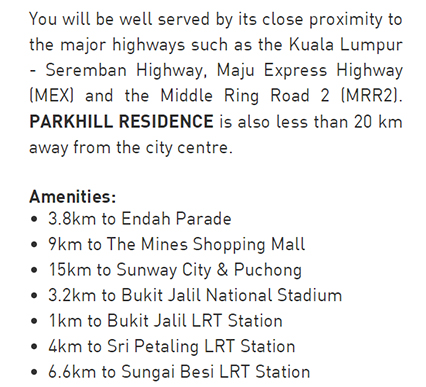 You will be well served by its close proximity to
the major highways such as the Kuala Lumpur
- Seremban Highway, Maju Express Highway
(MEX) and the Middle Ring Road 2 (MRR2).
PARKHILL RESIDENCE is also less than 20 km
away from the city centre.
Amenities:
• 3.8km to Endah Parade
• 9km to The Mines Shopping Mall
• 15km to Sunway City & Puchong
• 3.2km to Bukit Jalil National Stadium
• 1km to Bukit Jalil LRT Station
• 4km to Sri Petaling LRT Station
• 6.6km to Sungai Besi LRT Station